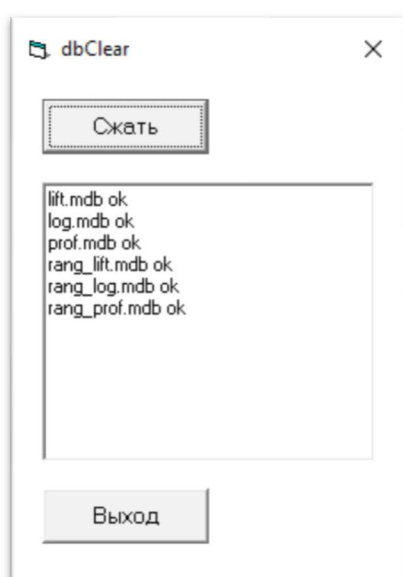 dbClear
Сжать
lift.mdb ok
log.mdb ok
prof.mdb ok
rang_lift.mdb ok
rang_log.mdb ok
rang_prof.mdb ok
Выход